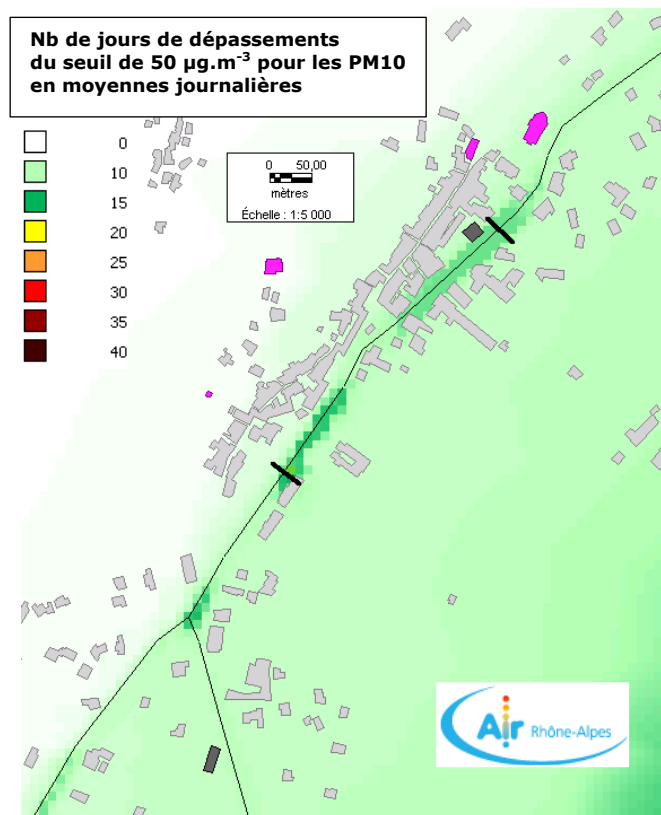 Nb de jours de dépassements
du seuil de 50 µg.m⁻³ pour les PM10
en moyennes journalières
0
10
15
20
25
30
35
40
0 50,00
mètres
Échelle : 1:5 000
Air Rhône-Alpes